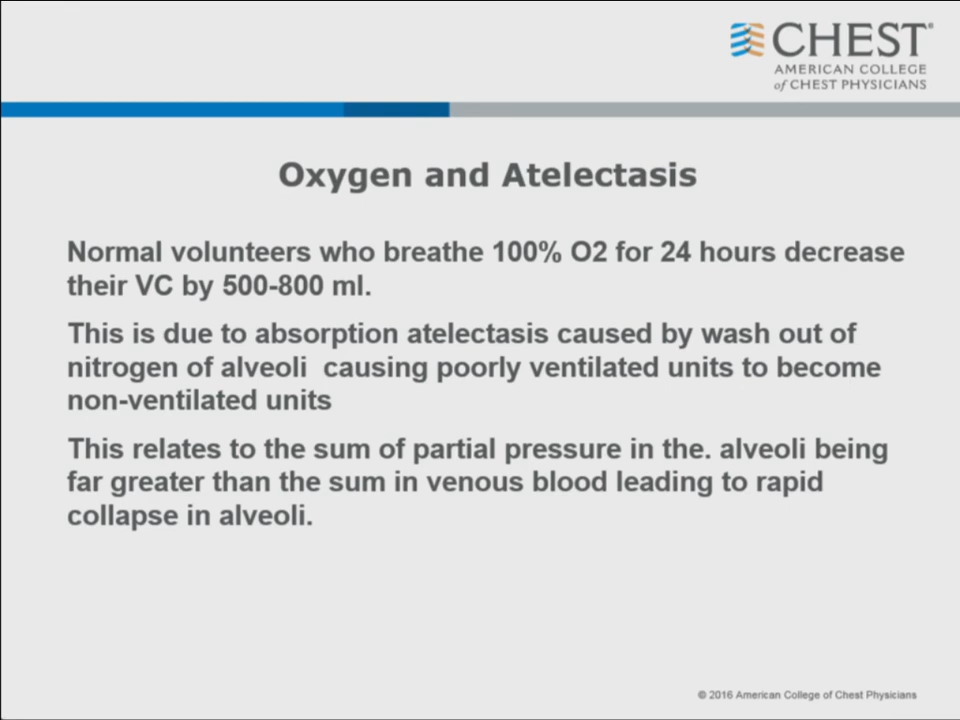 CHEST®
AMERICAN COLLEGE
of CHEST PHYSICIANS
Oxygen and Atelectasis
Normal volunteers who breathe 100% O2 for 24 hours decrease
their VC by 500-800 ml.
This is due to absorption atelectasis caused by wash out of
nitrogen of alveoli  causing poorly ventilated units to become
non-ventilated units
This relates to the sum of partial pressure in the. alveoli being
far greater than the sum in venous blood leading to rapid
collapse in alveoli.
© 2016 American College of Chest Physicians